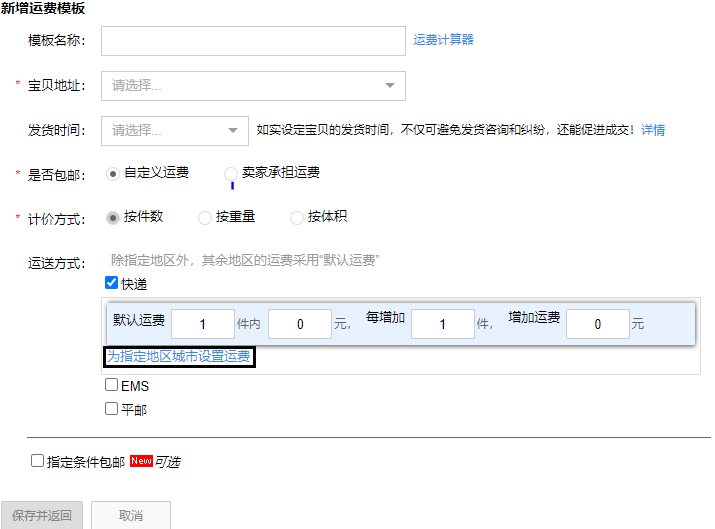 新增运费模板
模板名称： 运费计算器
* 宝贝地址： 请选择...
发货时间： 请选择... 如实设定宝贝的发货时间，不仅可避免发货咨询和纠纷，还能促进成交！详情
* 是否包邮： 自定义运费 卖家承担运费
* 计价方式： 按件数 按重量 按体积
运送方式： 除指定地区外，其余地区的运费采用“默认运费”
快递
默认运费 1 件内 0 元， 每增加 1 件， 增加运费 0 元
为指定地区城市设置运费
EMS
平邮
指定条件包邮 New 可选
保存并返回 取消